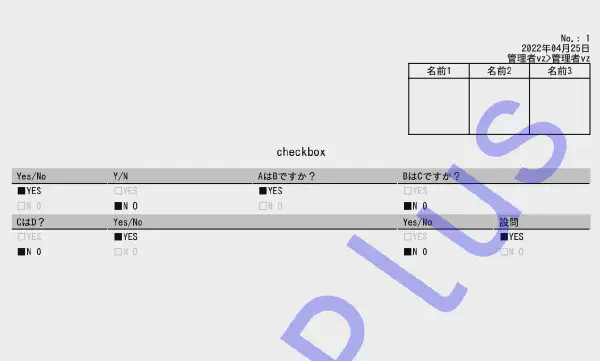 No.: 1
2022年04月25日
管理者vz>管理者vz
名前1 名前2 名前3
checkbox
Yes/No Y/N AはBですか? BはCですか?
■YES □YES ■YES □YES
□N O ■N O □N O ■N O
CはD? Yes/No Yes/No 設問
□YES ■YES □YES ■YES
■N O □N O ■N O □N O
plus